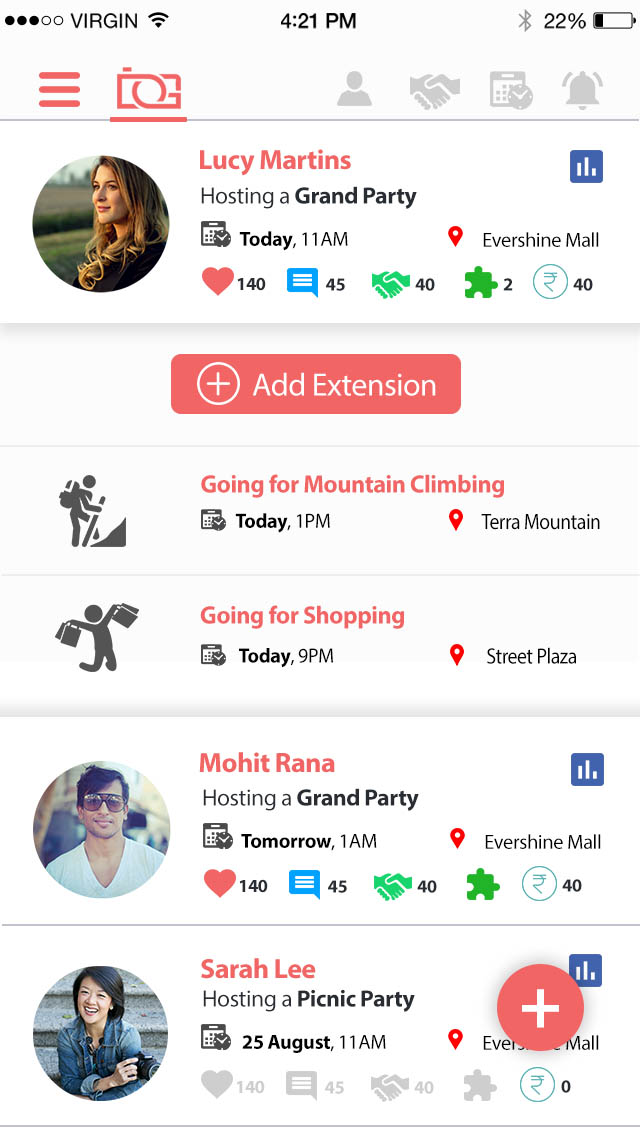 VIRGIN 4:21 PM 22%
Lucy Martins
Hosting a Grand Party
Today, 11AM Evershine Mall
140 45 40 2 ₹ 40
Add Extension
Going for Mountain Climbing
Today, 1PM Terra Mountain
Going for Shopping
Today, 9PM Street Plaza
Mohit Rana
Hosting a Grand Party
Tomorrow, 1AM Evershine Mall
140 45 40 ₹ 40
Sarah Lee
Hosting a Picnic Party
25 August, 11AM Mall
140 45 40 ₹ 0